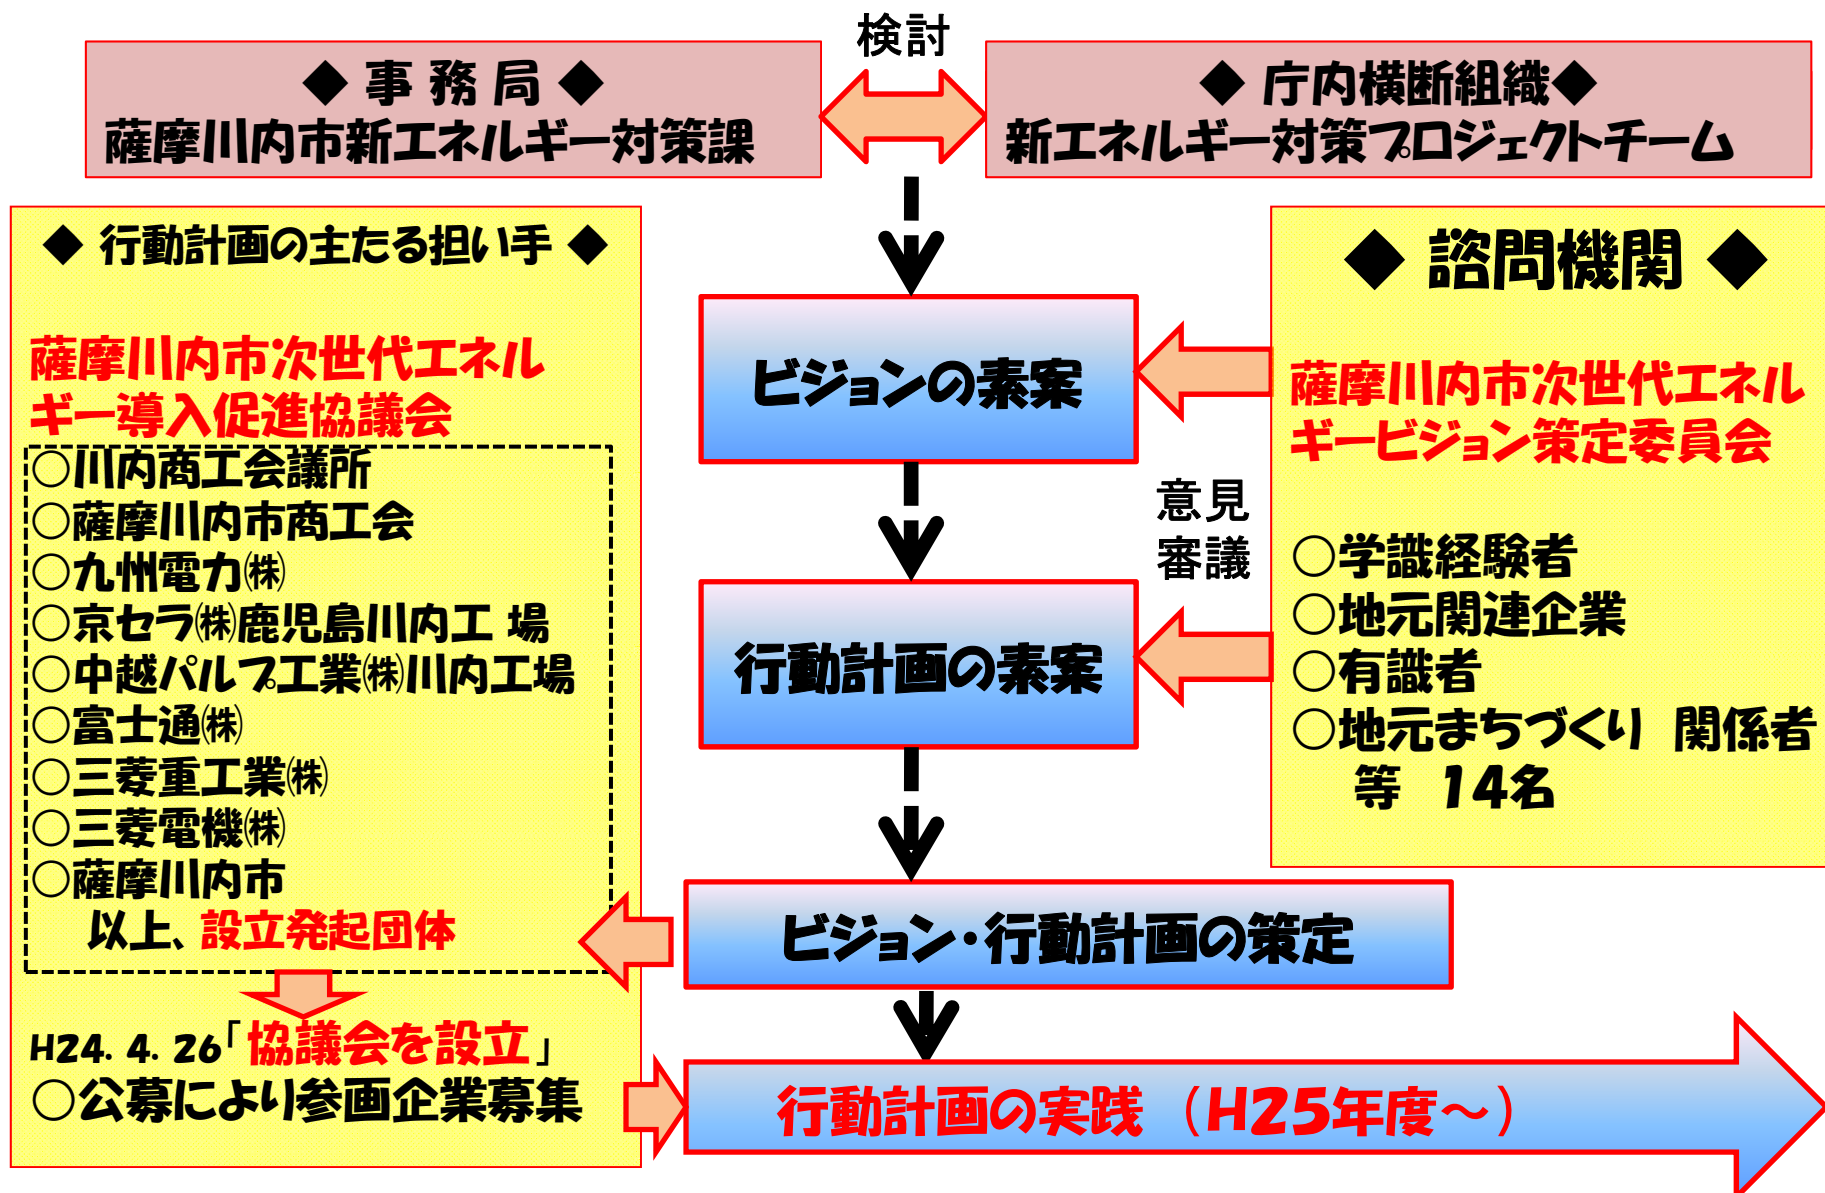 検討
◆ 事 務 局 ◆
薩摩川内市新エネルギー対策課
◆ 庁内横断組織◆
新エネルギー対策プロジェクトチーム
◆ 行動計画の主たる担い手 ◆
薩摩川内市次世代エネル
ギー導入促進協議会
○川内商工会議所
○薩摩川内市商工会
○九州電力㈱
○京セラ㈱鹿児島川内工 場
○中越パルプ工業㈱川内工場
○富士通㈱
○三菱重工業㈱
○三菱電機㈱
○薩摩川内市
以上、設立発起団体
H24. 4. 26「協議会を設立」
○公募により参画企業募集
ビジョンの素案
行動計画の素案
ビジョン・行動計画の策定
行動計画の実践（H25年度～）
意見
審議
◆ 諮問機関 ◆
薩摩川内市次世代エネル
ギービジョン策定委員会
○学識経験者
○地元関連企業
○有識者
○地元まちづくり 関係者
等 14名